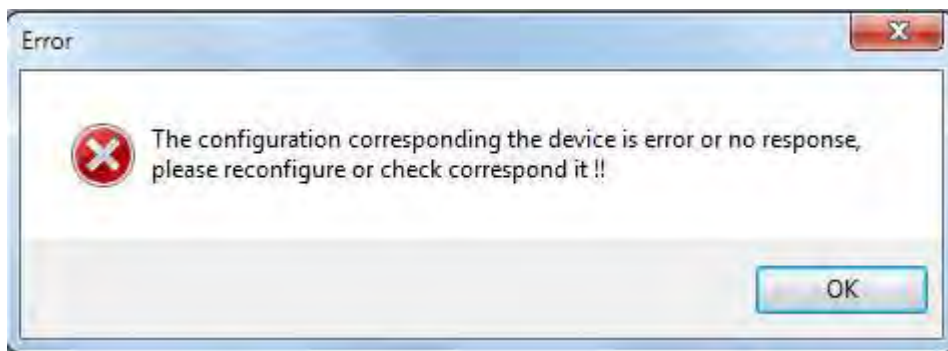 Error
The configuration corresponding the device is error or no response,
please reconfigure or check correspond it !!
OK